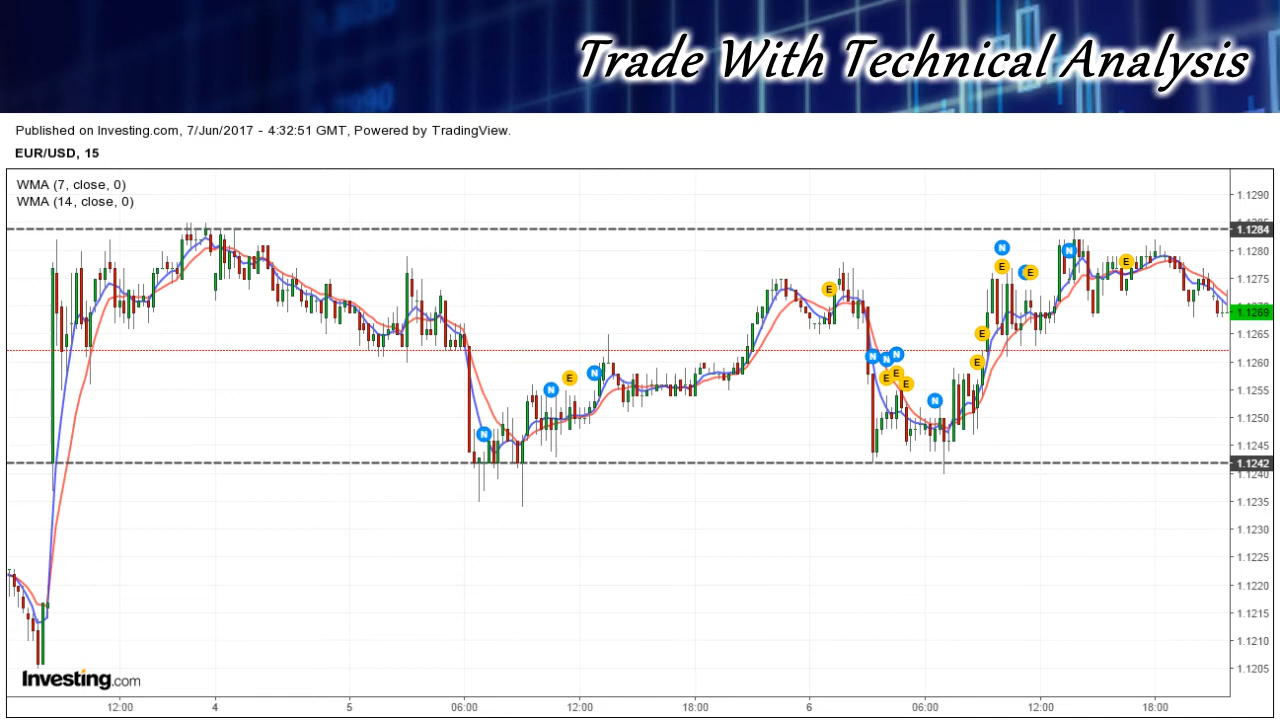 Trade With Technical Analysis
Published on Investing.com, 7/Jun/2017 - 4:32:51 GMT, Powered by TradingView.
EUR/USD, 15
WMA (7, close, 0)
WMA (14, close, 0)
1.1290
1.1284
1.1280
1.1275
1.1269
1.1265
1.1260
1.1255
1.1250
1.1245
1.1242
1.1240
1.1235
1.1230
1.1225
1.1220
1.1215
1.1210
1.1205
N
E
E
N
E
N
E
N
E
E
N
N
N
E
E
E
E
N
E
N
N
N
Investing.com
12:00 4 5 06:00 12:00 18:00 6 06:00 12:00 18:00